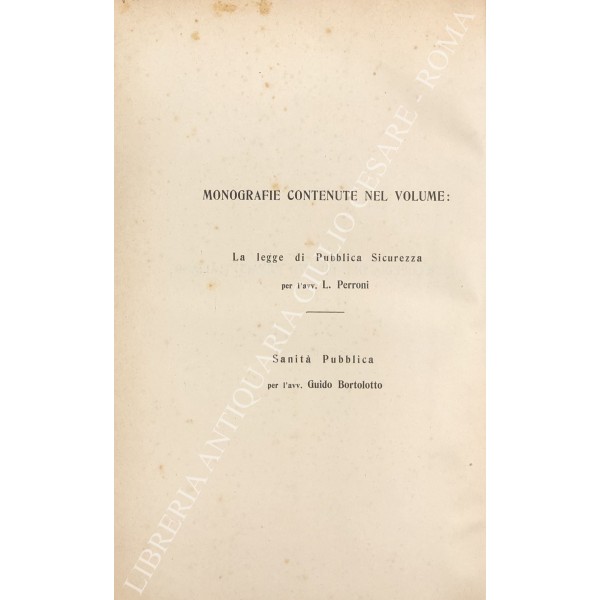 MONOGRAFIE CONTENUTE NEL VOLUME:
La legge di Pubblica Sicurezza
per l'avv. L. Perroni
Sanità Pubblica
per l'avv. Guido Bortolotto
LIBRERIA ANTIQUARIA GIULIO CESARE - ROMA